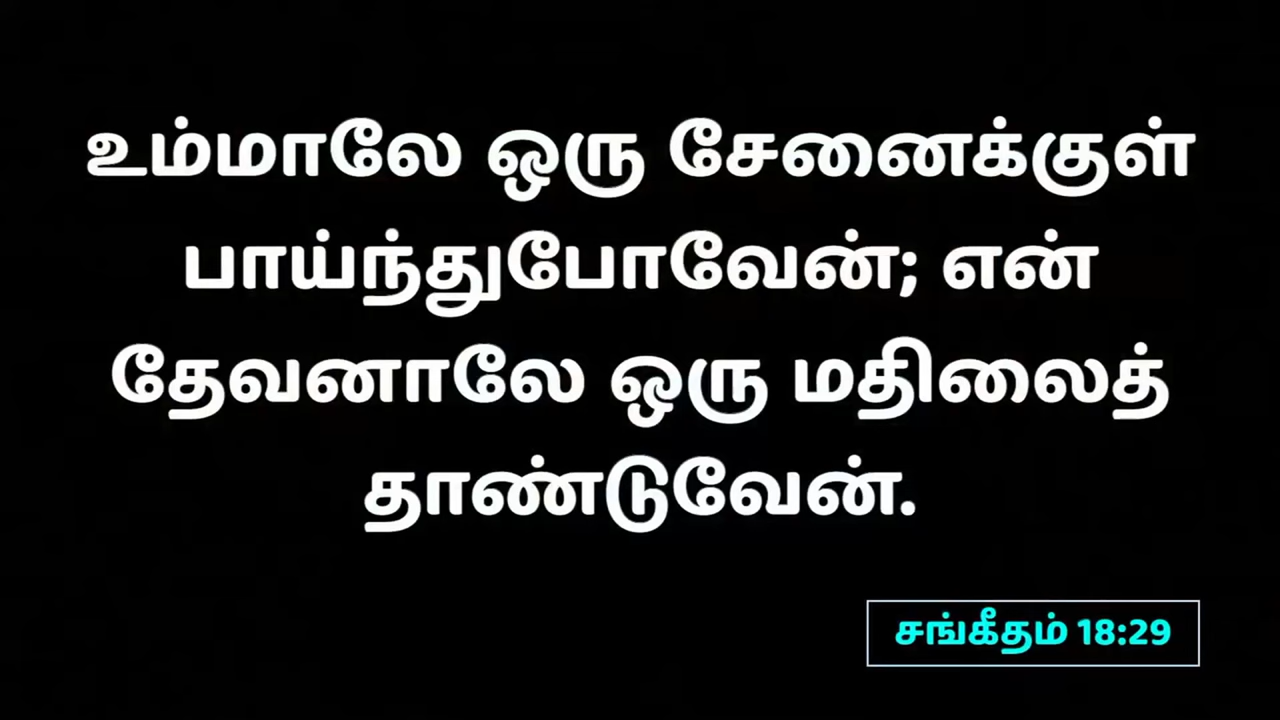 உம்மாலே ஒரு சேனைக்குள்
பாய்ந்துபோவேன்; என்
தேவனாலே ஒரு மதிலைத்
தாண்டுவேன்.
சங்கீதம் 18:29